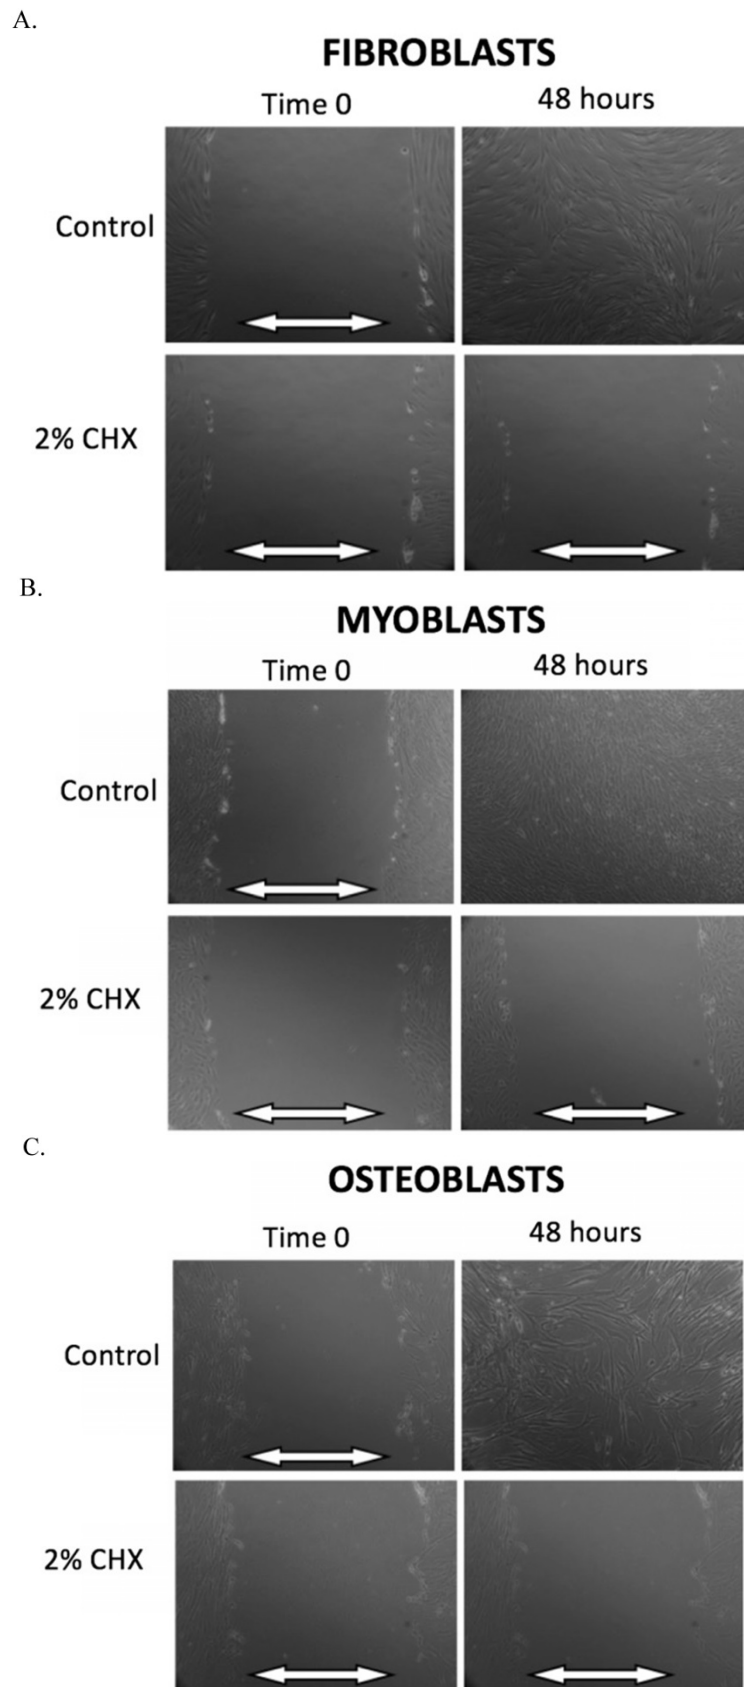 A.
FIBROBLASTS
Time 0 48 hours
Control
2% CHX
B.
MYOBLASTS
Time 0 48 hours
Control
2% CHX
C.
OSTEOBLASTS
Time 0 48 hours
Control
2% CHX